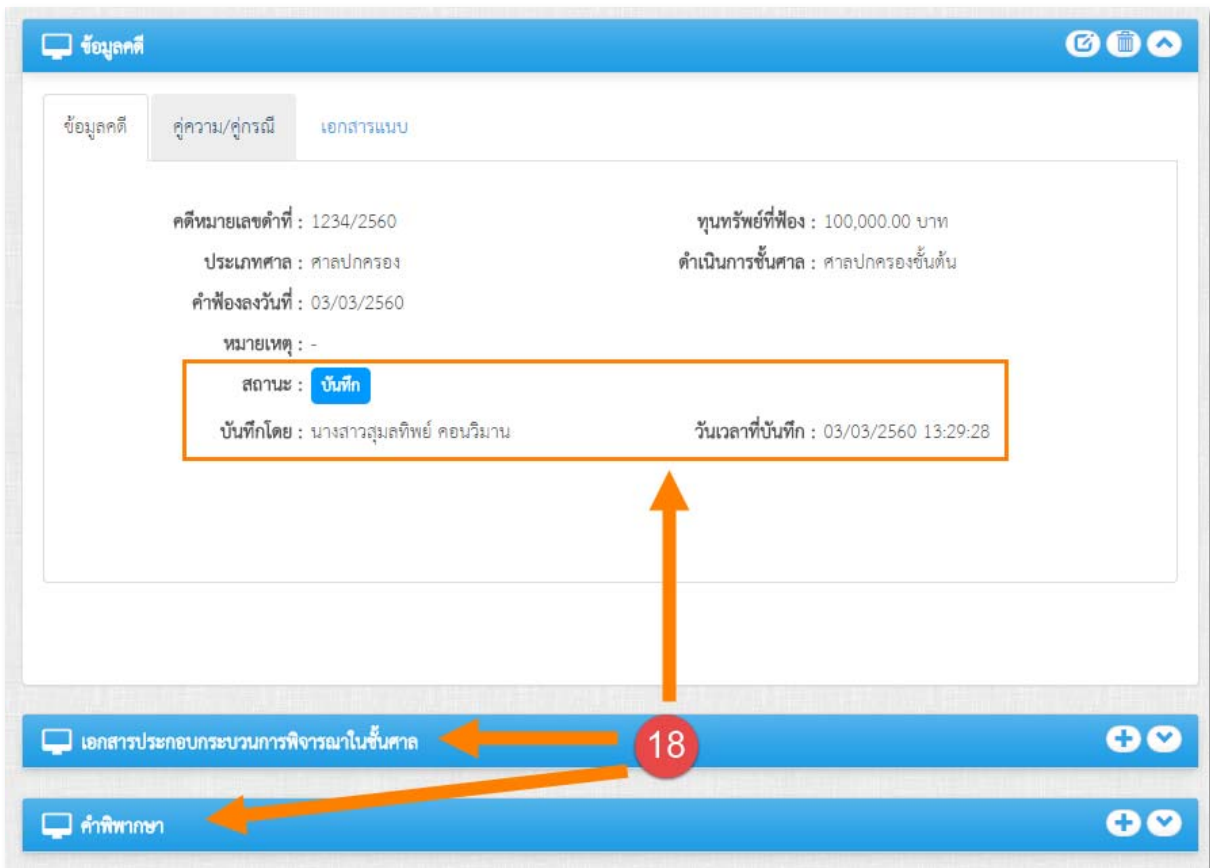 ข้อมูลคดี
ข้อมูลคดี คู่ความ/คู่กรณี เอกสารแนบ
คดีหมายเลขดำที่ : 1234/2560 ทุนทรัพย์ที่ฟ้อง : 100,000.00 บาท
ประเภทศาล : ศาลปกครอง ดำเนินการชั้นศาล : ศาลปกครองชั้นต้น
คำฟ้องลงวันที่ : 03/03/2560
หมายเหตุ : -
สถานะ : บันทึก
บันทึกโดย : นางสาวสุมลทิพย์ คอนวิมาน วันเวลาที่บันทึก : 03/03/2560 13:29:28
เอกสารประกอบกระบวนการพิจารณาในชั้นศาล 18
คำพิพากษา